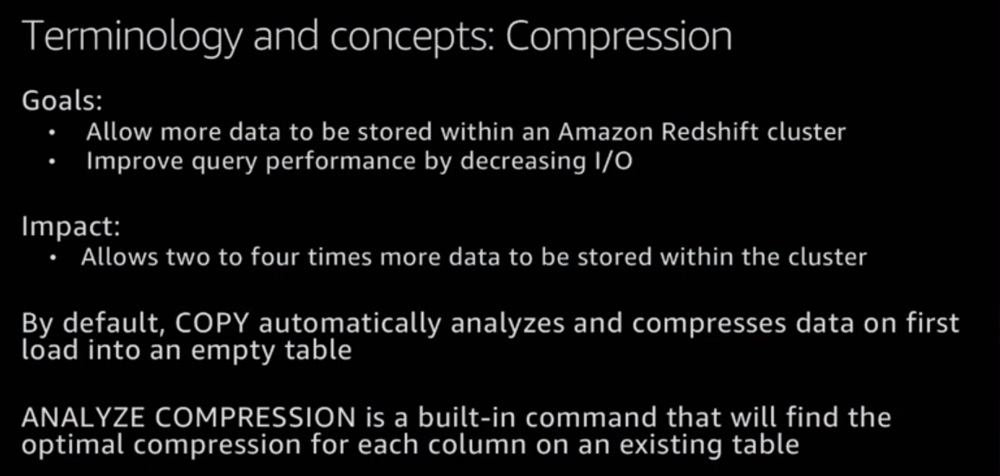 Terminology and concepts: Compression
Goals:
• Allow more data to be stored within an Amazon Redshift cluster
• Improve query performance by decreasing I/O
Impact:
• Allows two to four times more data to be stored within the cluster
By default, COPY automatically analyzes and compresses data on first
load into an empty table
ANALYZE COMPRESSION is a built-in command that will find the
optimal compression for each column on an existing table